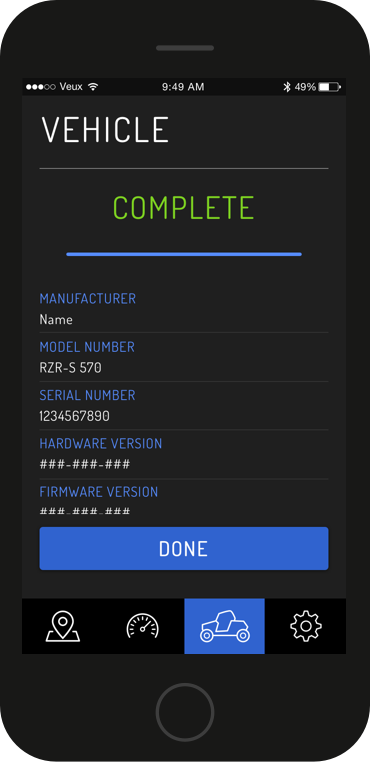 Veux 9:49 AM 49%
VEHICLE
COMPLETE
MANUFACTURER
Name
MODEL NUMBER
RZR-S 570
SERIAL NUMBER
1234567890
HARDWARE VERSION
###-###-###
FIRMWARE VERSION
###-###-###
DONE